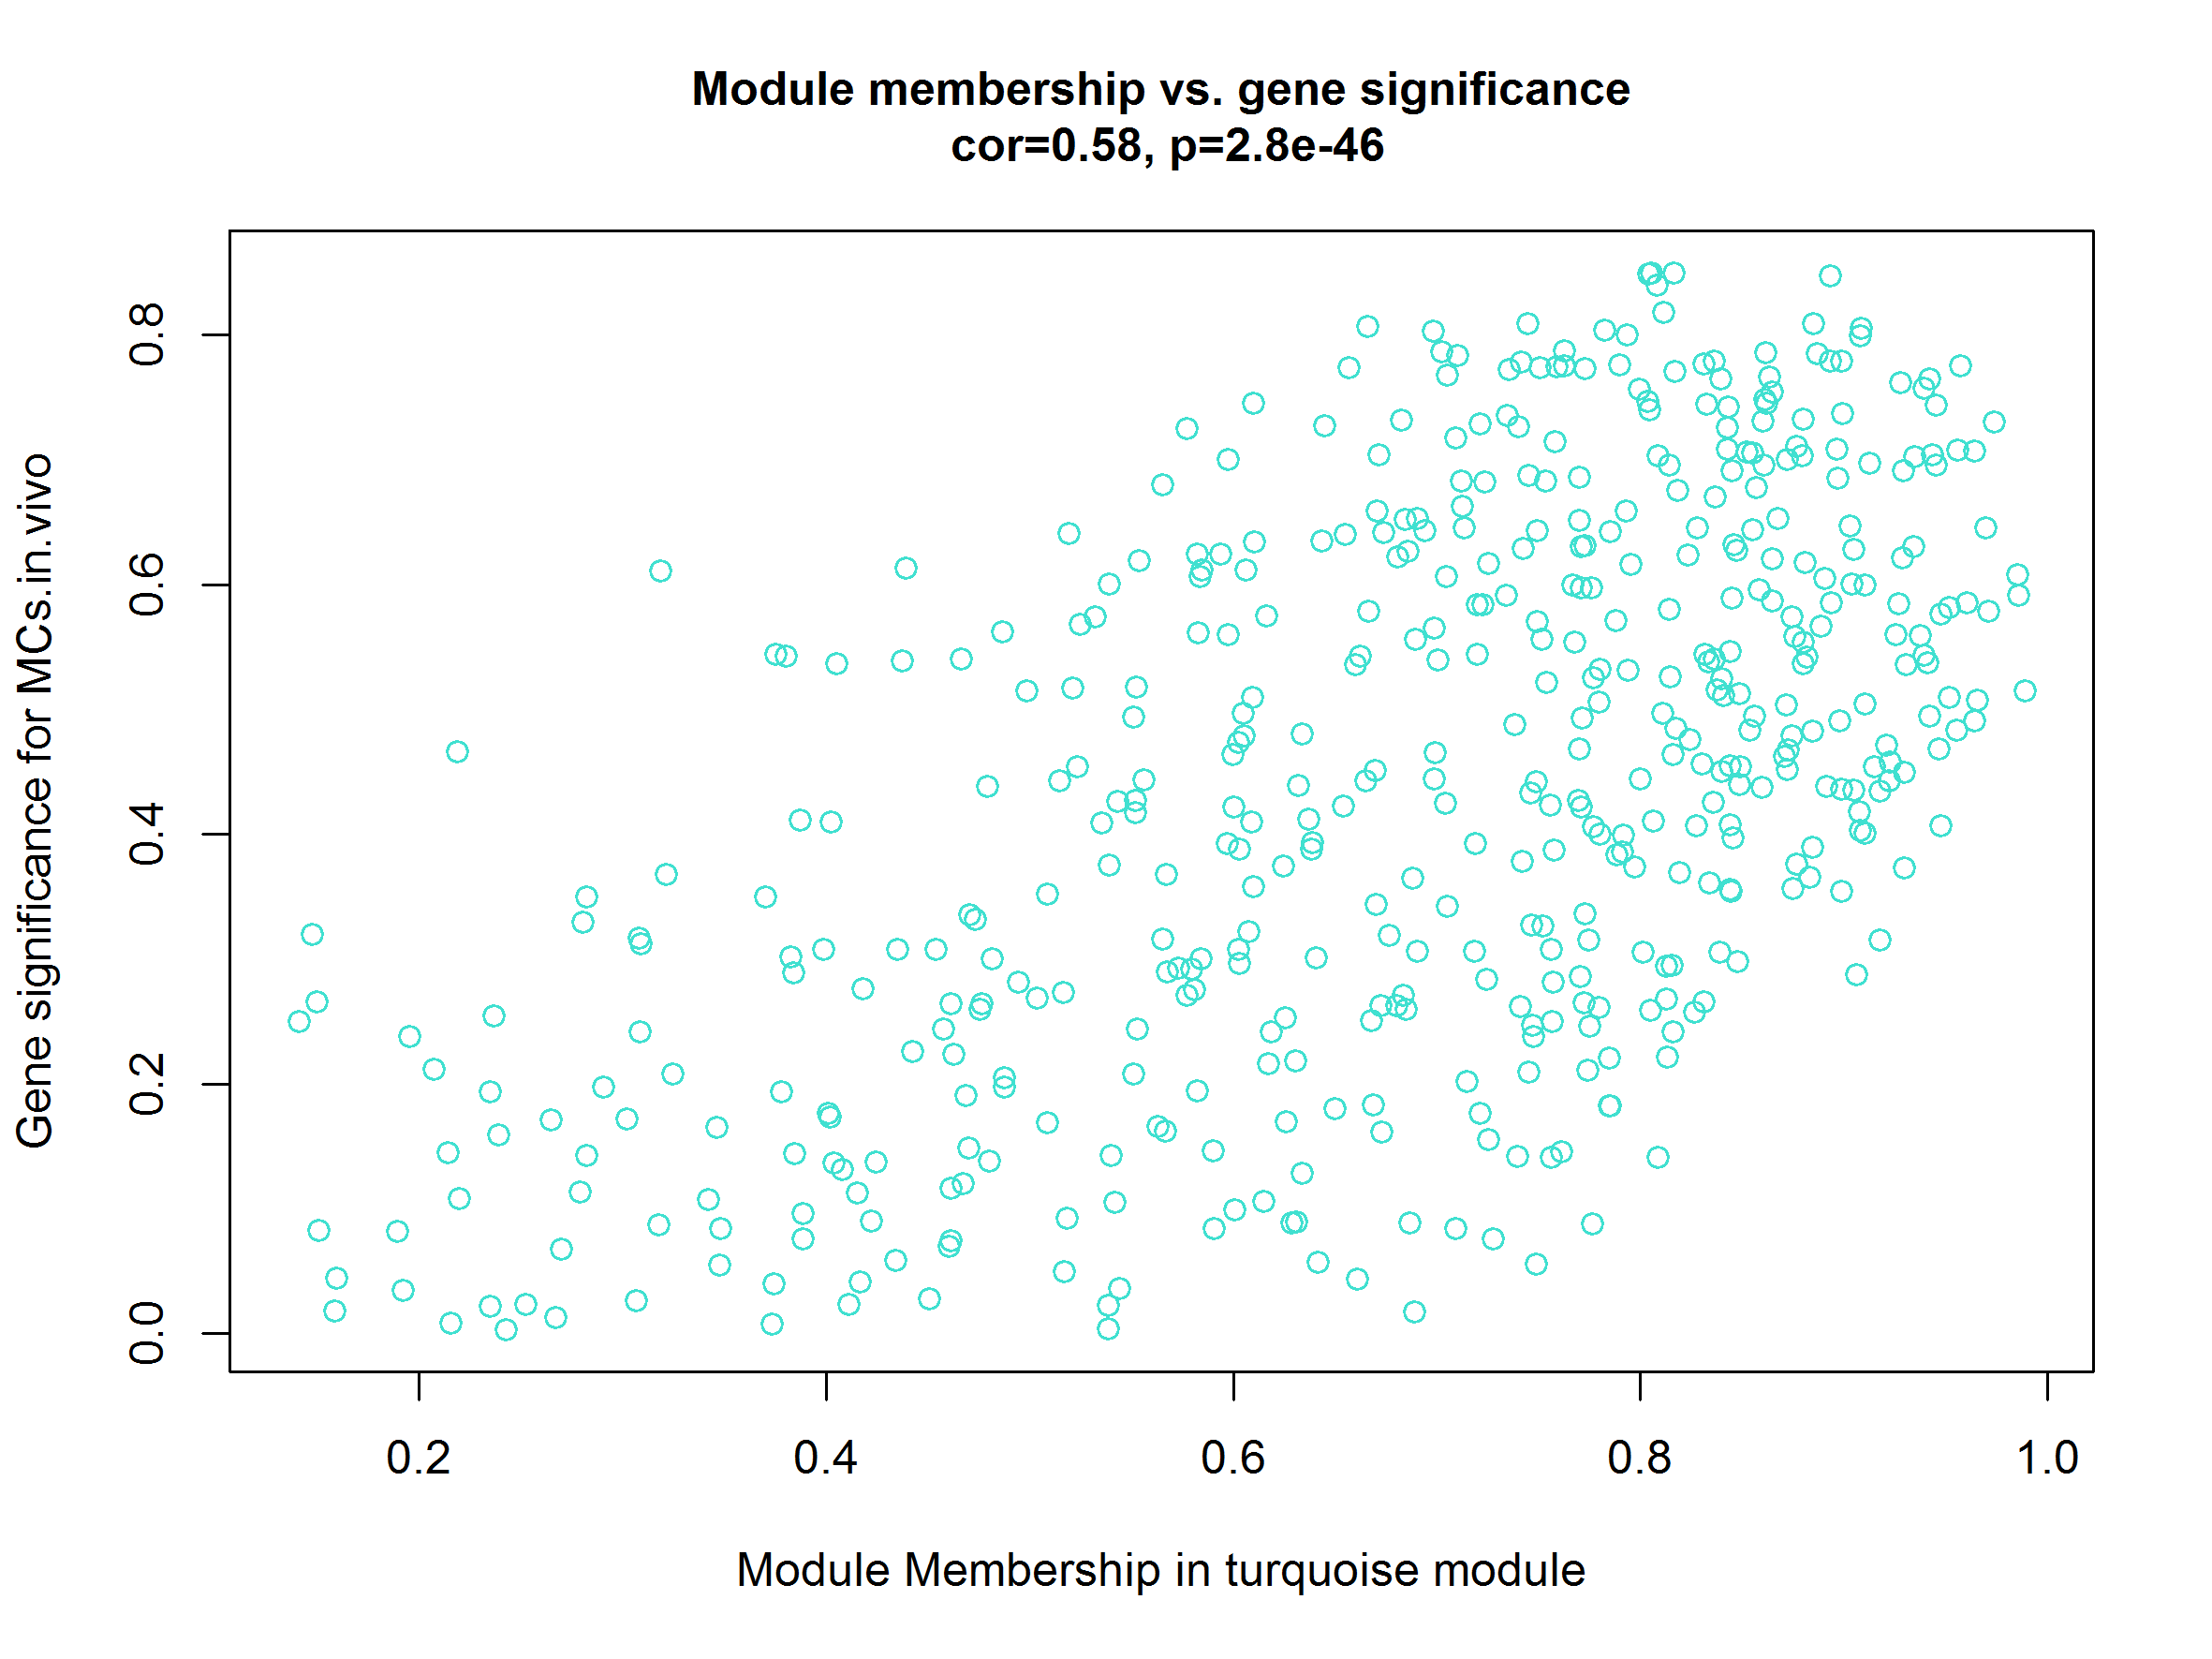 Module membership vs. gene significance
cor=0.58, p=2.8e-46
Gene significance for MCs.in.vivo
0.8
0.6
0.4
0.2
0.0
0.2
0.4
0.6
0.8
1.0
Module Membership in turquoise module